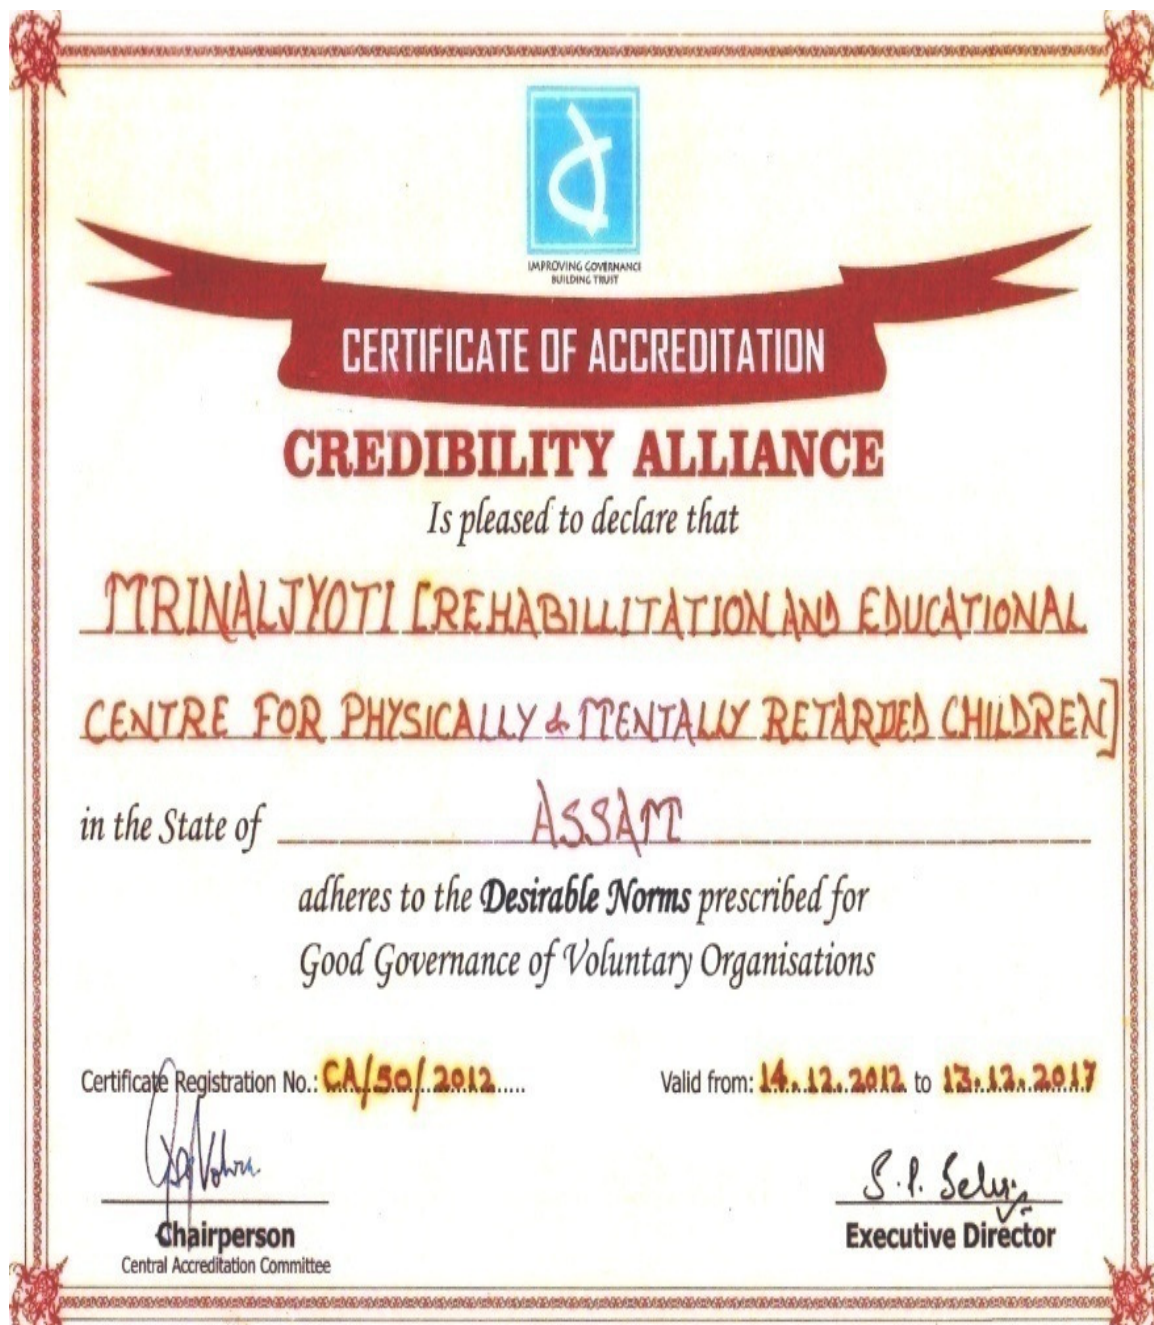 IMPROVING GOVERNANCE
BUILDING TRUST
CERTIFICATE OF ACCREDITATION
CREDIBILITY ALLIANCE
Is pleased to declare that
MRINALJYOTI [REHABILLITATION AND EDUCATIONAL
CENTRE FOR PHYSICALLY & MENTALLY RETARDED CHILDREN]
in the State of ASSAM
adheres to the Desirable Norms prescribed for
Good Governance of Voluntary Organisations
Certificate Registration No.: CA/50/2012 Valid from: 14.12.2012 to 13.12.2017
S.P. Selvi
Chairperson Executive Director
Central Accreditation Committee